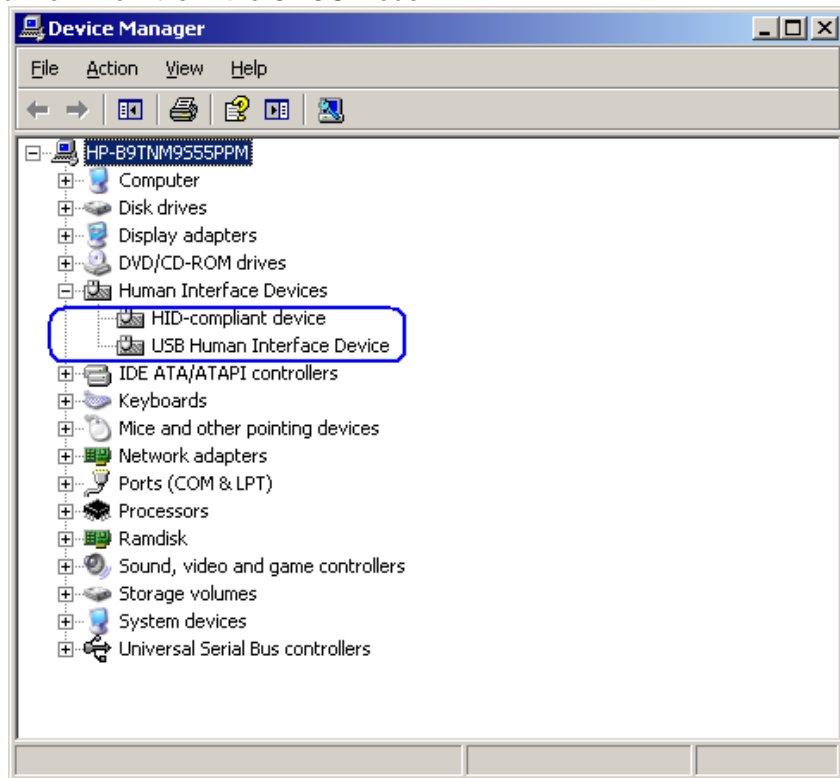 Device Manager
File Action View Help
HP-B9TNM9S55PPM
Computer
Disk drives
Display adapters
DVD/CD-ROM drives
Human Interface Devices
HID-compliant device
USB Human Interface Device
IDE ATA/ATAPI controllers
Keyboards
Mice and other pointing devices
Network adapters
Ports (COM & LPT)
Processors
Ramdisk
Sound, video and game controllers
Storage volumes
System devices
Universal Serial Bus controllers